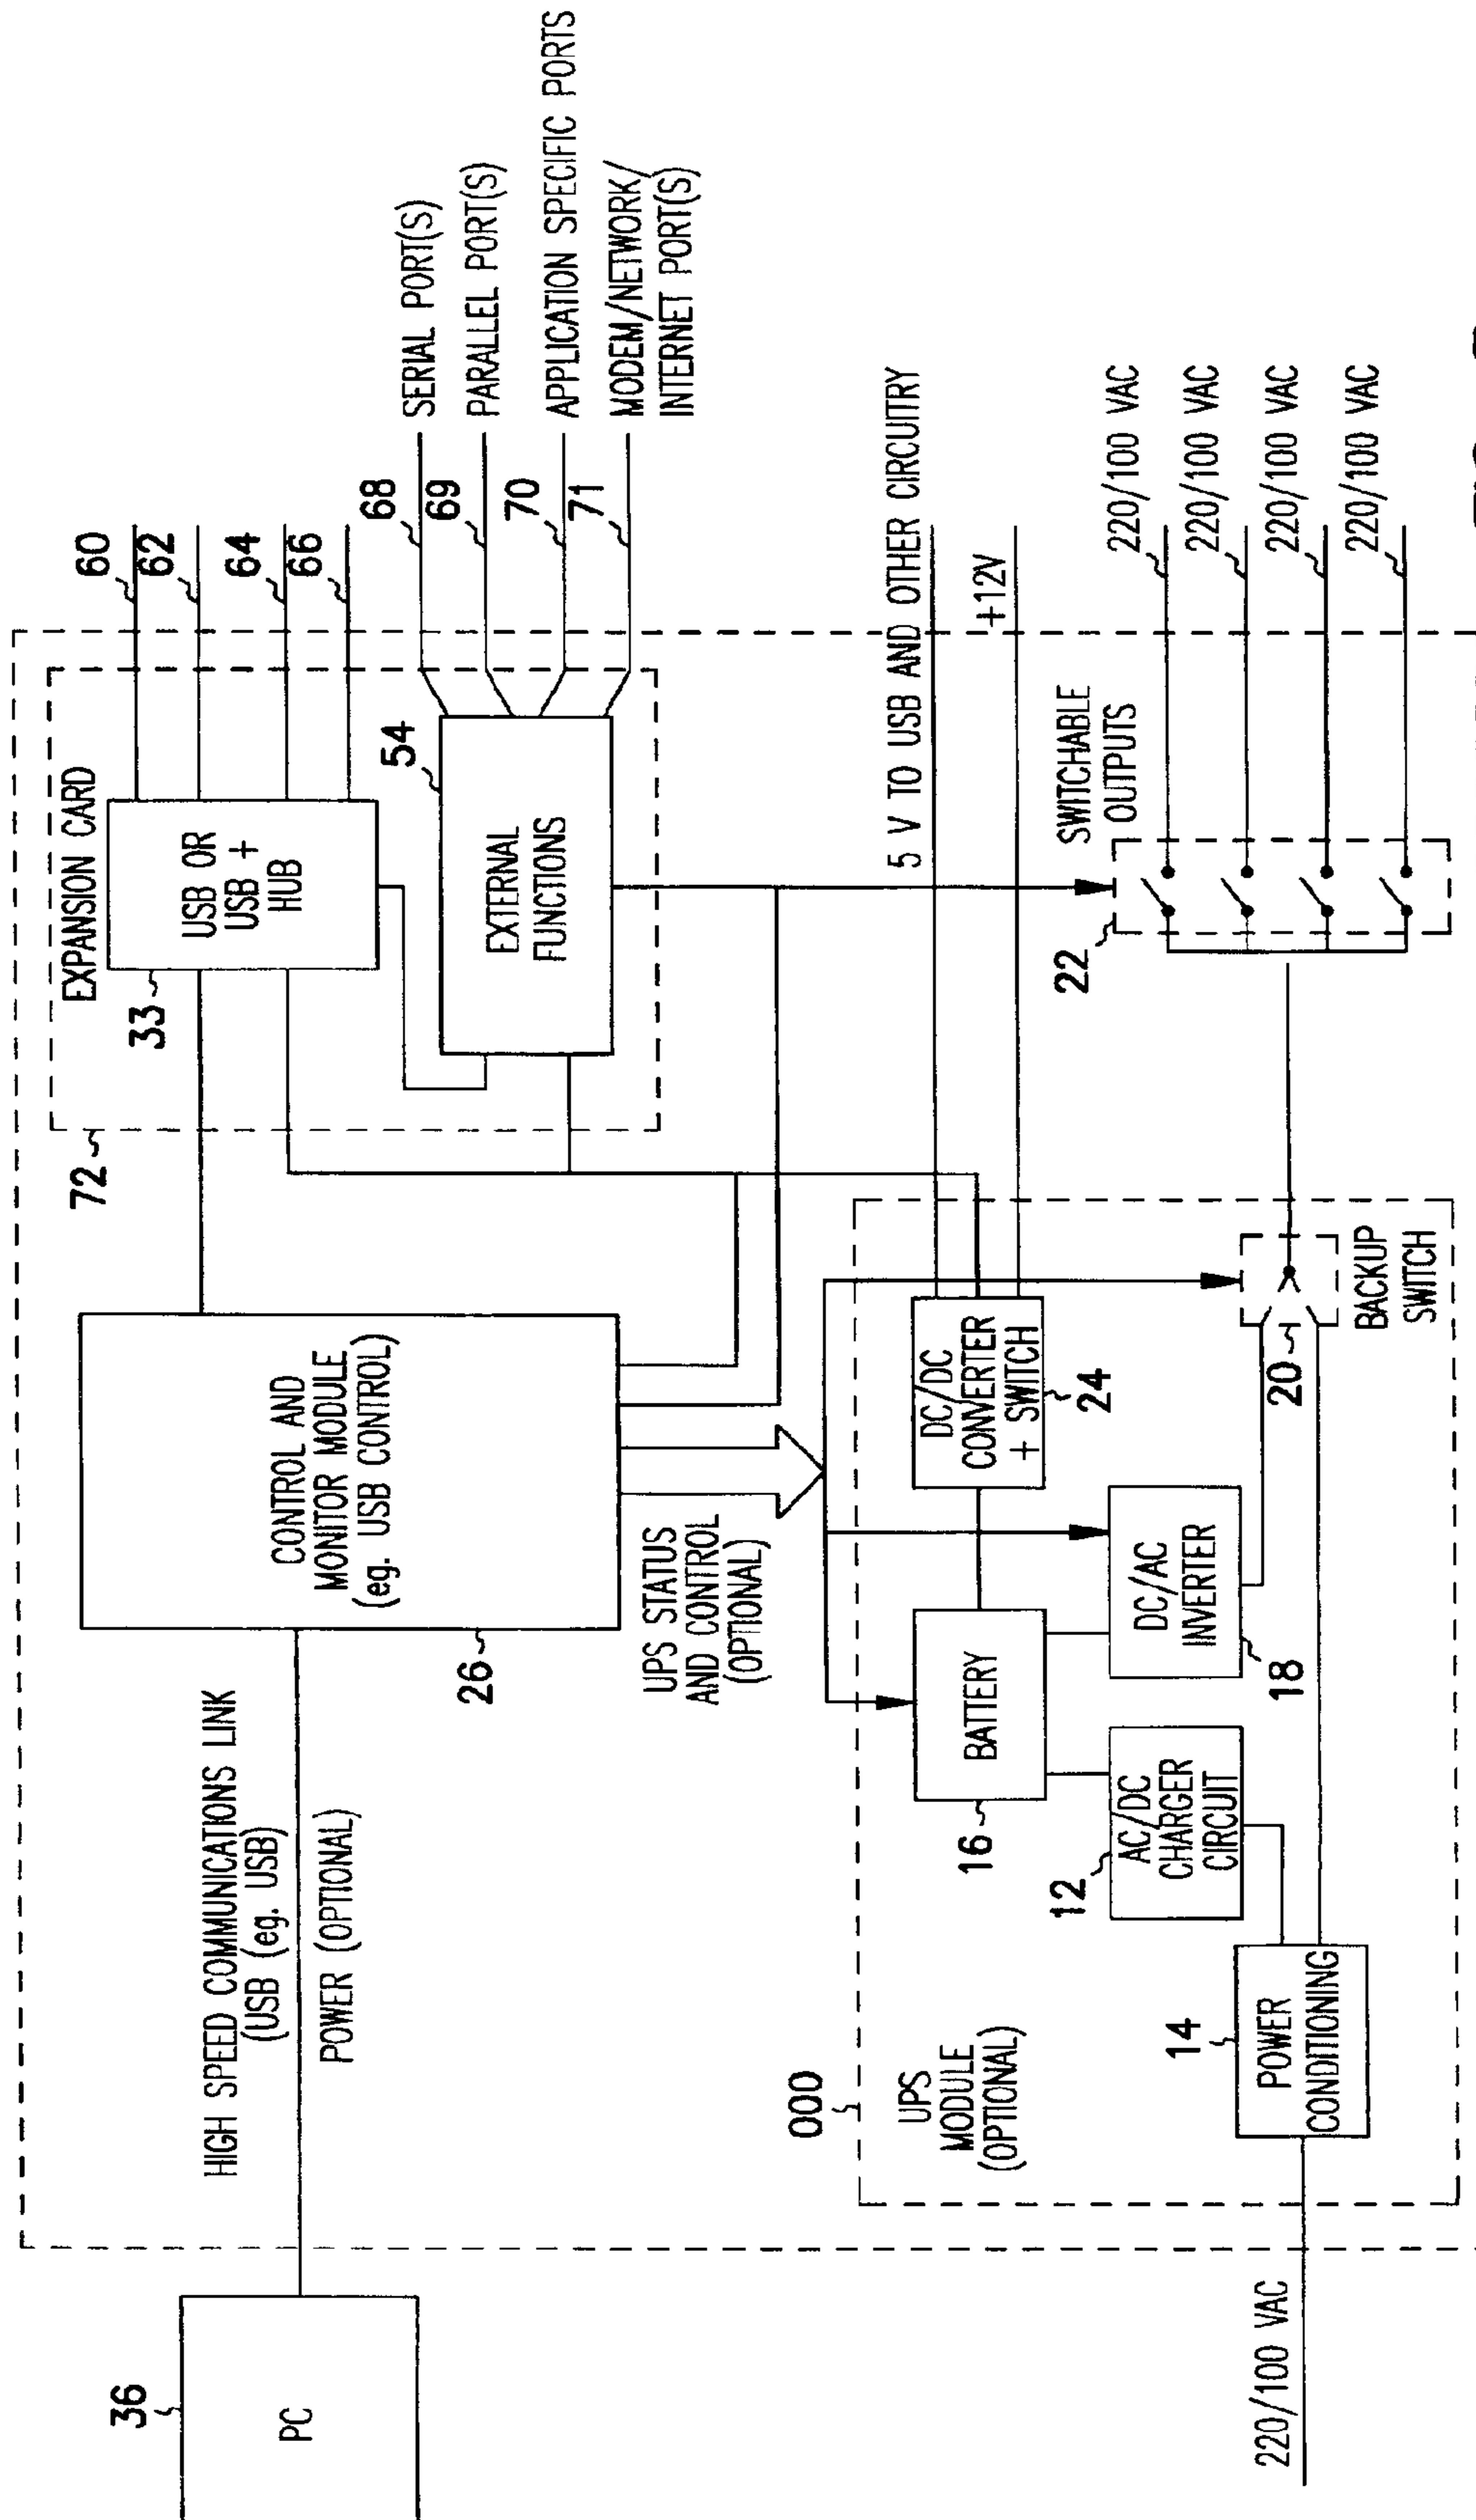 36
PC
HIGH SPEED COMMUNICATIONS LINK
(USB (eg. USB)
POWER (OPTIONAL)
CONTROL AND
MONITOR MODULE
(eg. USB CONTROL)
26
UPS STATUS
AND CONTROL
(OPTIONAL)
72
EXPANSION CARD
33
USB OR
USB +
HUB
54
EXTERNAL
FUNCTIONS
60
62
64
66
68
69
70
71
SERIAL PORT(S)
PARALLEL PORT(S)
APPLICATION SPECIFIC PORTS
MODEM/NETWORK/
INTERNET PORT(S)
000
UPS
MODULE
(OPTIONAL)
220/100 VAC
14
POWER
CONDITIONING
12
AC/DC
CHARGER
CIRCUIT
16
BATTERY
18
DC/AC
INVERTER
DC/DC
CONVERTER
+ SWITCH
24
20
BACKUP
SWITCH
5 V TO USB AND OTHER CIRCUITRY
+12V
22
SWITCHABLE
OUTPUTS
220/100 VAC
220/100 VAC
220/100 VAC
220/100 VAC